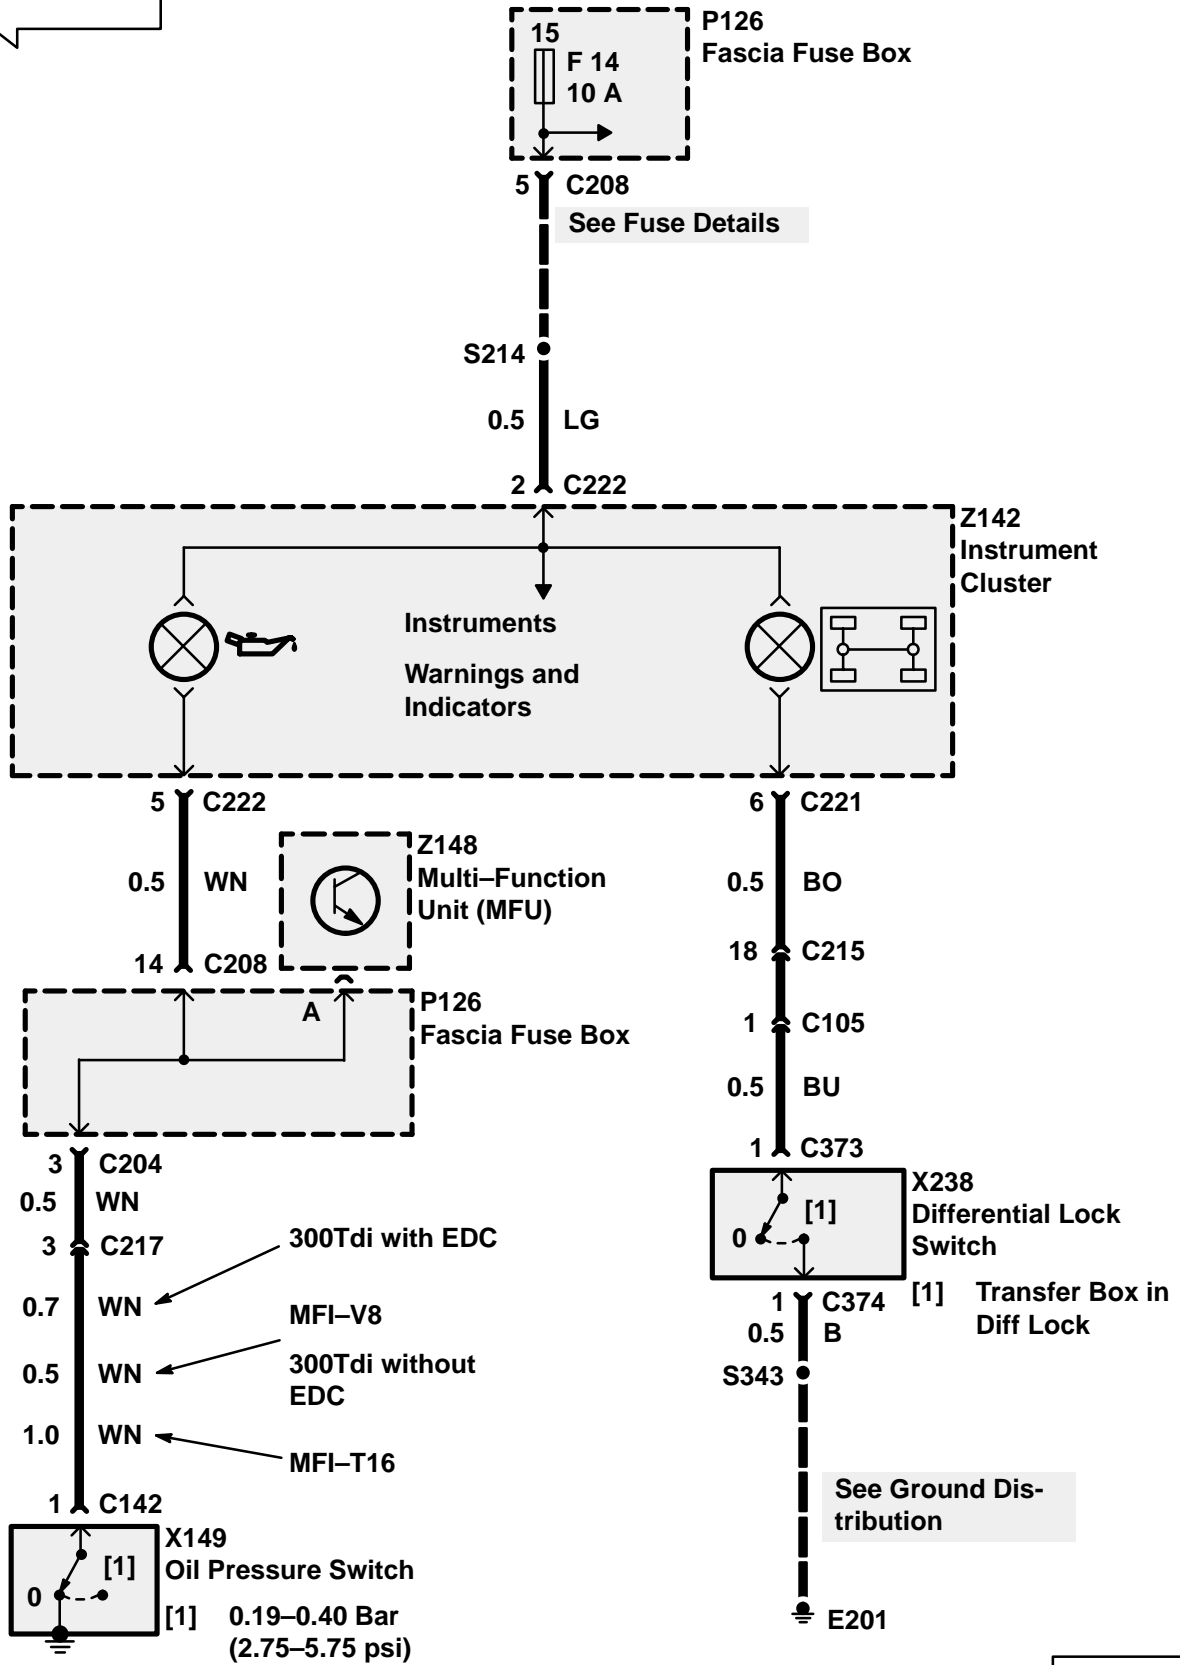 P126
Fascia Fuse Box
15
F 14
10 A
5 C208
See Fuse Details
S214
0.5 LG
2 C222
Z142
Instrument
Cluster
Instruments
Warnings and
Indicators
5 C222
6 C221
Z148
Multi–Function
Unit (MFU)
0.5 WN
0.5 BO
14 C208
18 C215
A
P126
Fascia Fuse Box
1 C105
0.5 BU
1 C373
3 C204
0.5 WN
3 C217
X238
Differential Lock
Switch
[1]
0
[1] Transfer Box in
Diff Lock
1 C374
0.5 B
S343
300Tdi with EDC
0.7 WN
MFI–V8
300Tdi without
EDC
0.5 WN
1.0 WN
MFI–T16
1 C142
See Ground Dis-
tribution
X149
Oil Pressure Switch
[1]
0
[1] 0.19–0.40 Bar
(2.75–5.75 psi)
E201